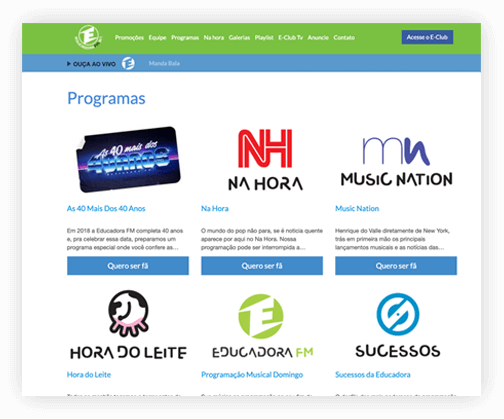 Promoções Equipe Programas Na hora Galerias Playlist E-Club Tv Anuncie Contato Acesse o E-Club
OUÇA AO VIVO Manda Bala
Programas
As 40 mais dos
40 ANOS
NH
NA HORA
mn
MUSIC NATION
As 40 Mais Dos 40 Anos
Na Hora
Music Nation
Em 2018 a Educadora FM completa 40 anos
e, pra celebrar essa data, preparamos um
programa especial onde você confere as...
O mundo do pop não para, se é notícia quente
aparece por aqui no Na Hora. Nossa
programação pode ser interrompida a...
Henrique do Valle diretamente de New York,
trás em primeira mão os principais
lançamentos musicais e as notícias das...
Quero ser fã
Quero ser fã
Quero ser fã
HORA DO LEITE
E
EDUCADORA FM
SUCESSOS
Hora do Leite
Programação Musical Domingo
Sucessos da Educadora